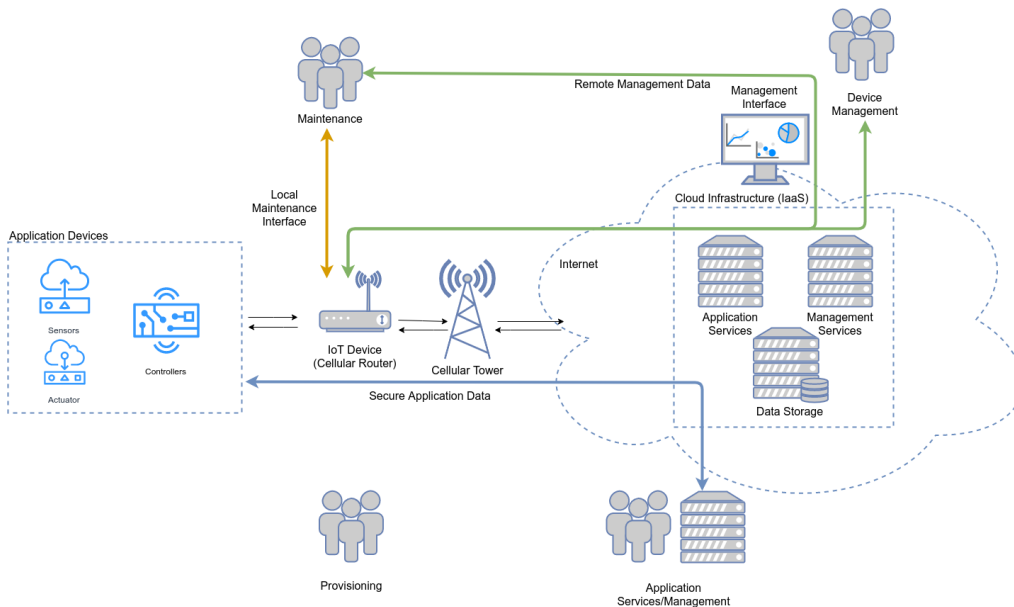 Maintenance
Remote Management Data
Management
Interface
Device
Management
Local
Maintenance
Interface
Cloud Infrastructure (IaaS)
Application Devices
Internet
Sensors
Controllers
Actuator
IoT Device
(Cellular Router)
Cellular Tower
Application
Services
Management
Services
Data Storage
Secure Application Data
Provisioning
Application
Services/Management